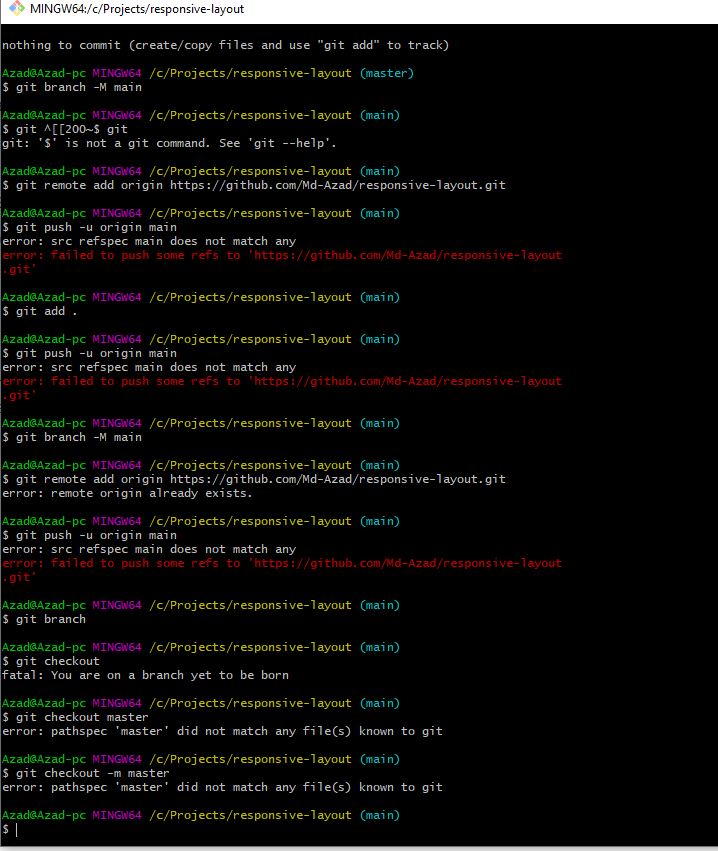 MINGW64:/c/Projects/responsive-layout
nothing to commit (create/copy files and use "git add" to track)
Azad@Azad-pc MINGW64 /c/Projects/responsive-layout (master)
$ git branch -M main
Azad@Azad-pc MINGW64 /c/Projects/responsive-layout (main)
$ git ^[[200~$ git
git: '$' is not a git command. See 'git --help'.
Azad@Azad-pc MINGW64 /c/Projects/responsive-layout (main)
$ git remote add origin https://github.com/Md-Azad/responsive-layout.git
Azad@Azad-pc MINGW64 /c/Projects/responsive-layout (main)
$ git push -u origin main
error: src refspec main does not match any
error: failed to push some refs to 'https://github.com/Md-Azad/responsive-layout
.git'
Azad@Azad-pc MINGW64 /c/Projects/responsive-layout (main)
$ git add .
Azad@Azad-pc MINGW64 /c/Projects/responsive-layout (main)
$ git push -u origin main
error: src refspec main does not match any
error: failed to push some refs to 'https://github.com/Md-Azad/responsive-layout
.git'
Azad@Azad-pc MINGW64 /c/Projects/responsive-layout (main)
$ git branch -M main
Azad@Azad-pc MINGW64 /c/Projects/responsive-layout (main)
$ git remote add origin https://github.com/Md-Azad/responsive-layout.git
error: remote origin already exists.
Azad@Azad-pc MINGW64 /c/Projects/responsive-layout (main)
$ git push -u origin main
error: src refspec main does not match any
error: failed to push some refs to 'https://github.com/Md-Azad/responsive-layout
.git'
Azad@Azad-pc MINGW64 /c/Projects/responsive-layout (main)
$ git branch
Azad@Azad-pc MINGW64 /c/Projects/responsive-layout (main)
$ git checkout
fatal: You are on a branch yet to be born
Azad@Azad-pc MINGW64 /c/Projects/responsive-layout (main)
$ git checkout master
error: pathspec 'master' did not match any file(s) known to git
Azad@Azad-pc MINGW64 /c/Projects/responsive-layout (main)
$ git checkout -m master
error: pathspec 'master' did not match any file(s) known to git
Azad@Azad-pc MINGW64 /c/Projects/responsive-layout (main)
$